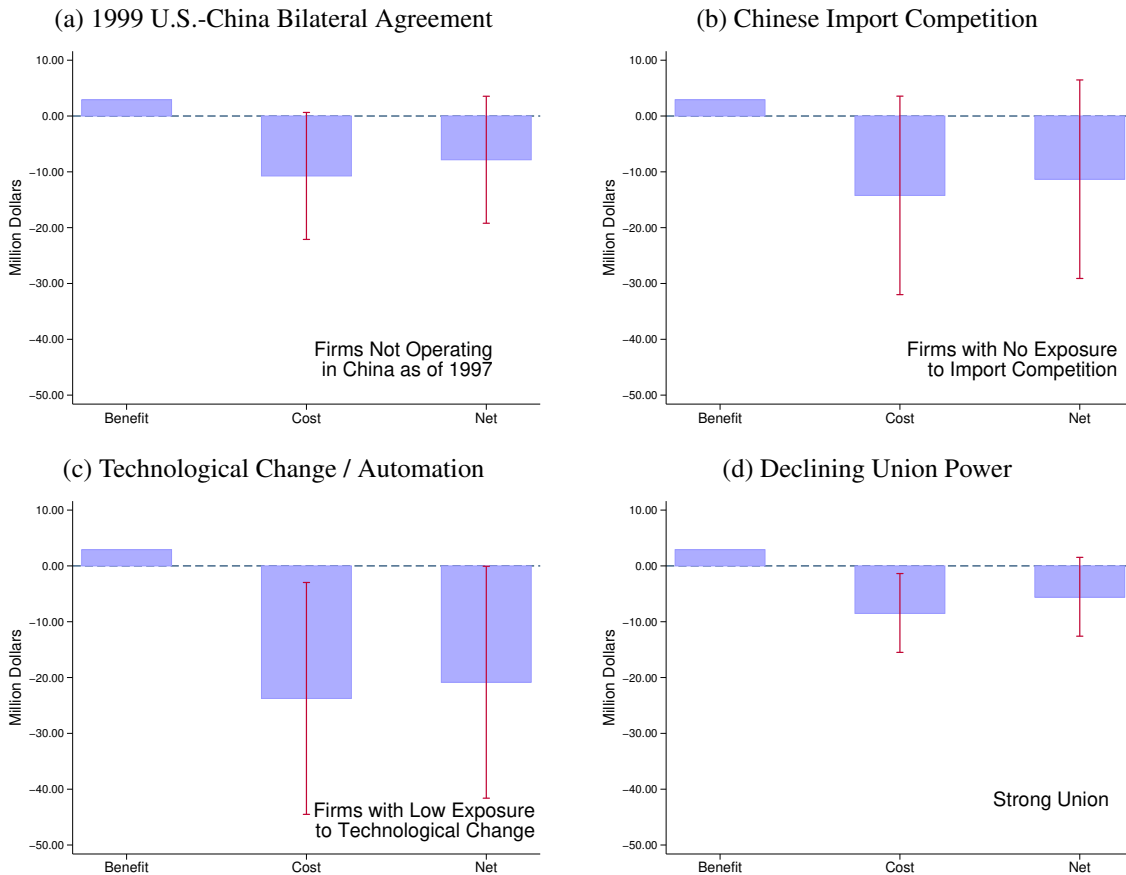 (a) 1999 U.S.-China Bilateral Agreement
10.00
0.00
−10.00
−20.00
−30.00
−40.00
−50.00
Million Dollars
Benefit
Cost
Net
Firms Not Operating
in China as of 1997
(b) Chinese Import Competition
10.00
0.00
−10.00
−20.00
−30.00
−40.00
−50.00
Million Dollars
Benefit
Cost
Net
Firms with No Exposure
to Import Competition
(c) Technological Change / Automation
10.00
0.00
−10.00
−20.00
−30.00
−40.00
−50.00
Million Dollars
Benefit
Cost
Net
Firms with Low Exposure
to Technological Change
(d) Declining Union Power
10.00
0.00
−10.00
−20.00
−30.00
−40.00
−50.00
Million Dollars
Benefit
Cost
Net
Strong Union